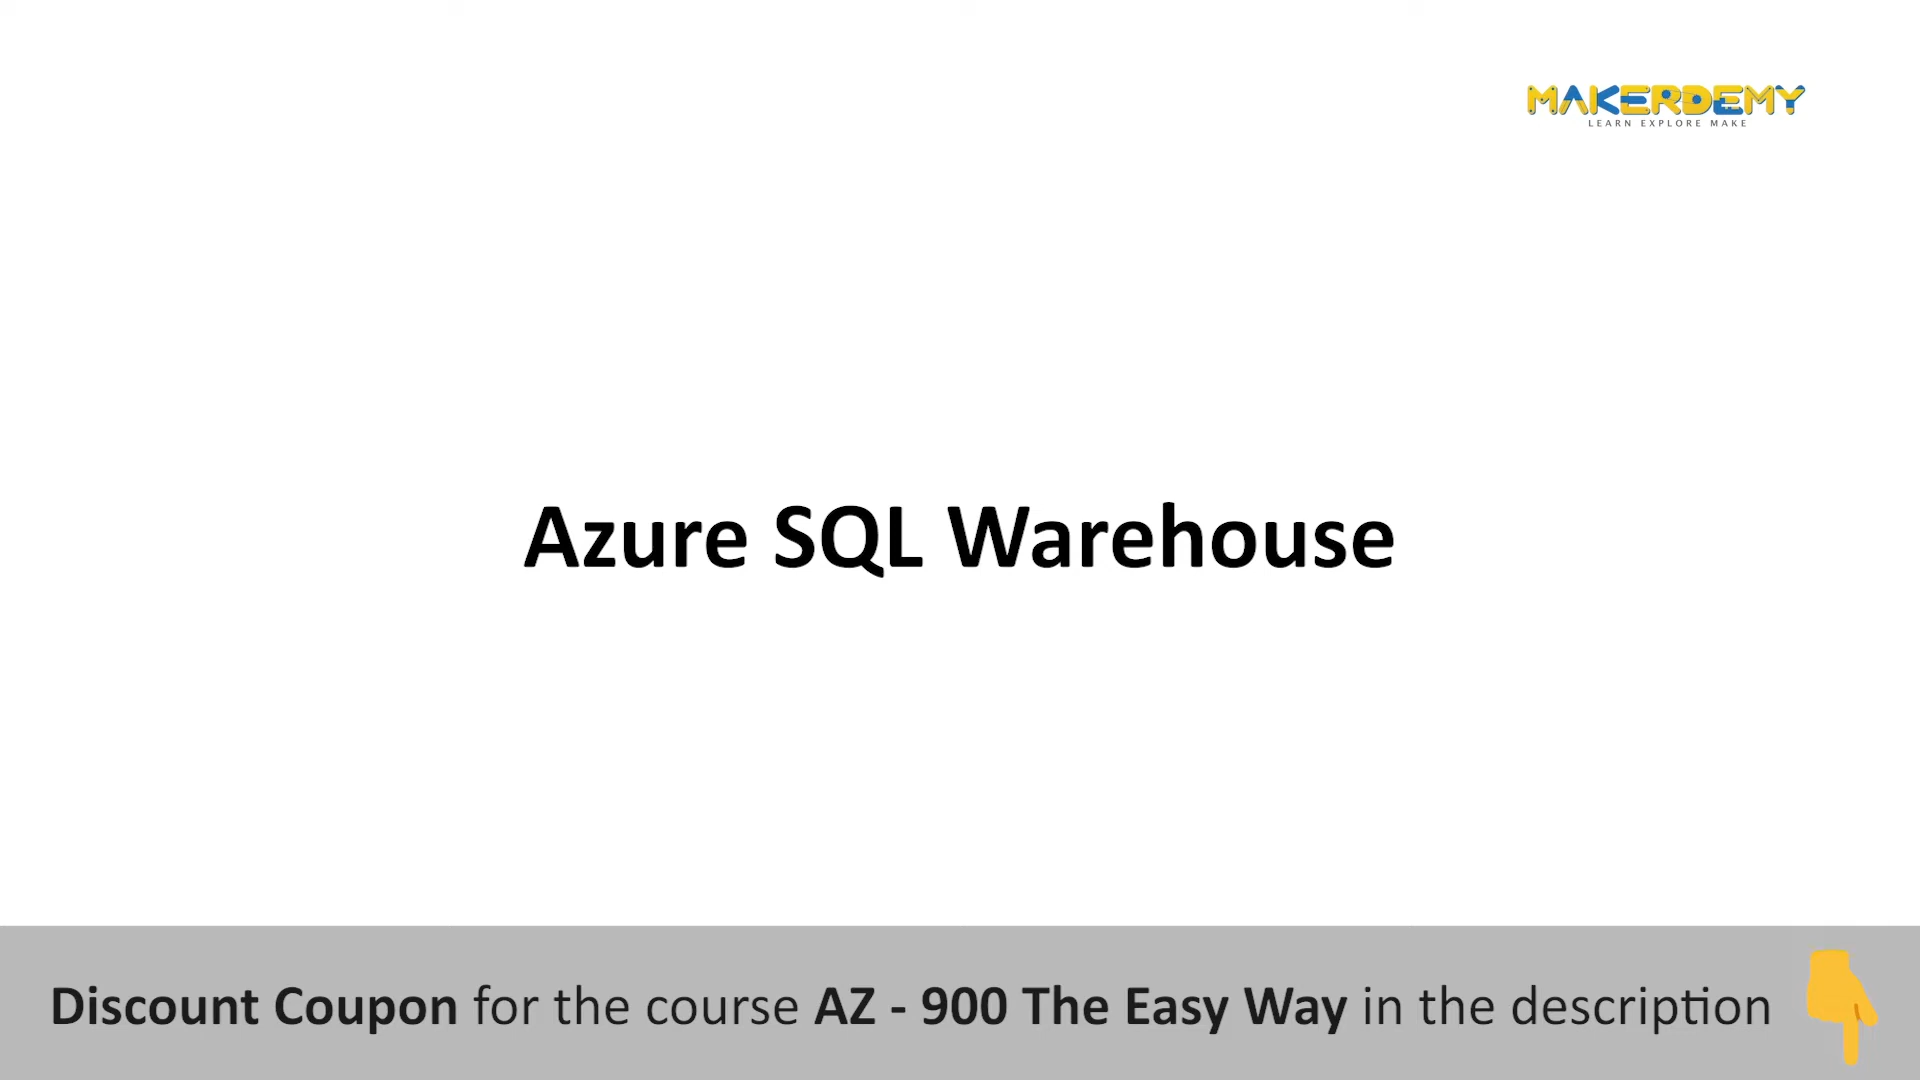 MAKERDEMY
LEARN EXPLORE MAKE
Azure SQL Warehouse
Discount Coupon for the course AZ - 900 The Easy Way in the description